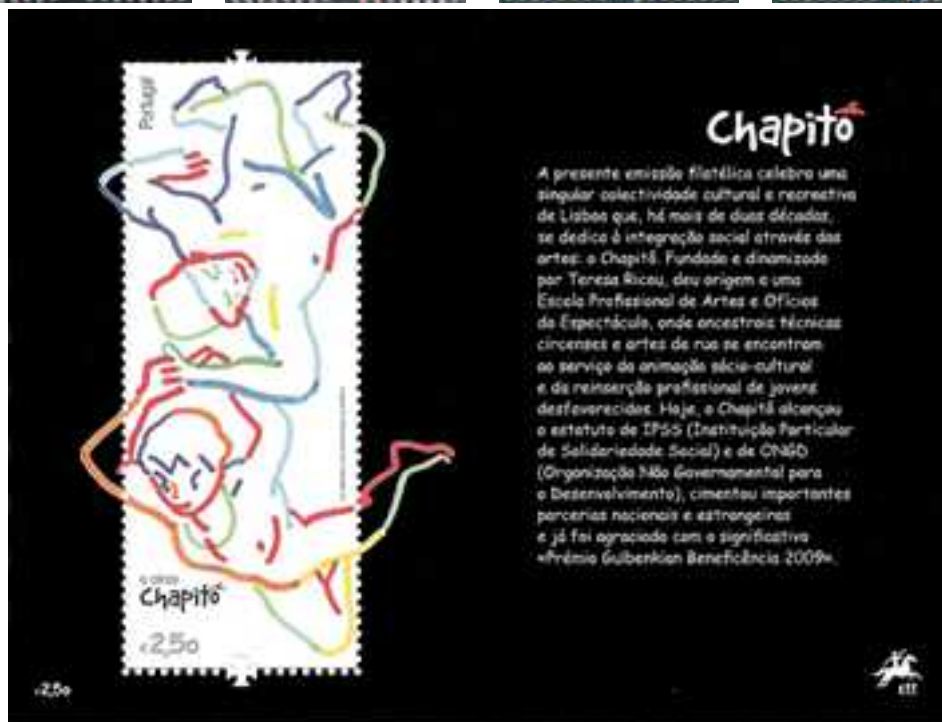 Portugal
Chapitô
A presente emissão filatélica celebra uma
singular colectividade cultural e recreativa
de Lisboa que, há mais de duas décadas,
se dedica à integração social através das
artes: o Chapitô. Fundado e dinamizado
por Teresa Ricou, deu origem a uma
Escola Profissional de Artes e Ofícios
do Espectáculo, onde ancestrais técnicas
circenses e artes de rua se encontram
ao serviço da animação sócio-cultural
e da reinserção profissional de jovens
desfavorecidos. Hoje, o Chapitô alcançou
o estatuto de IPSS (Instituição Particular
de Solidariedade Social) e de ONGD
(Organização Não Governamental para
o Desenvolvimento), cimentou importantes
parcerias nacionais e estrangeiras
e já foi agraciado com o significativo
«Prémio Gulbenkian Beneficência 2009».
Chapitô
€2,50
€2,50
ctt